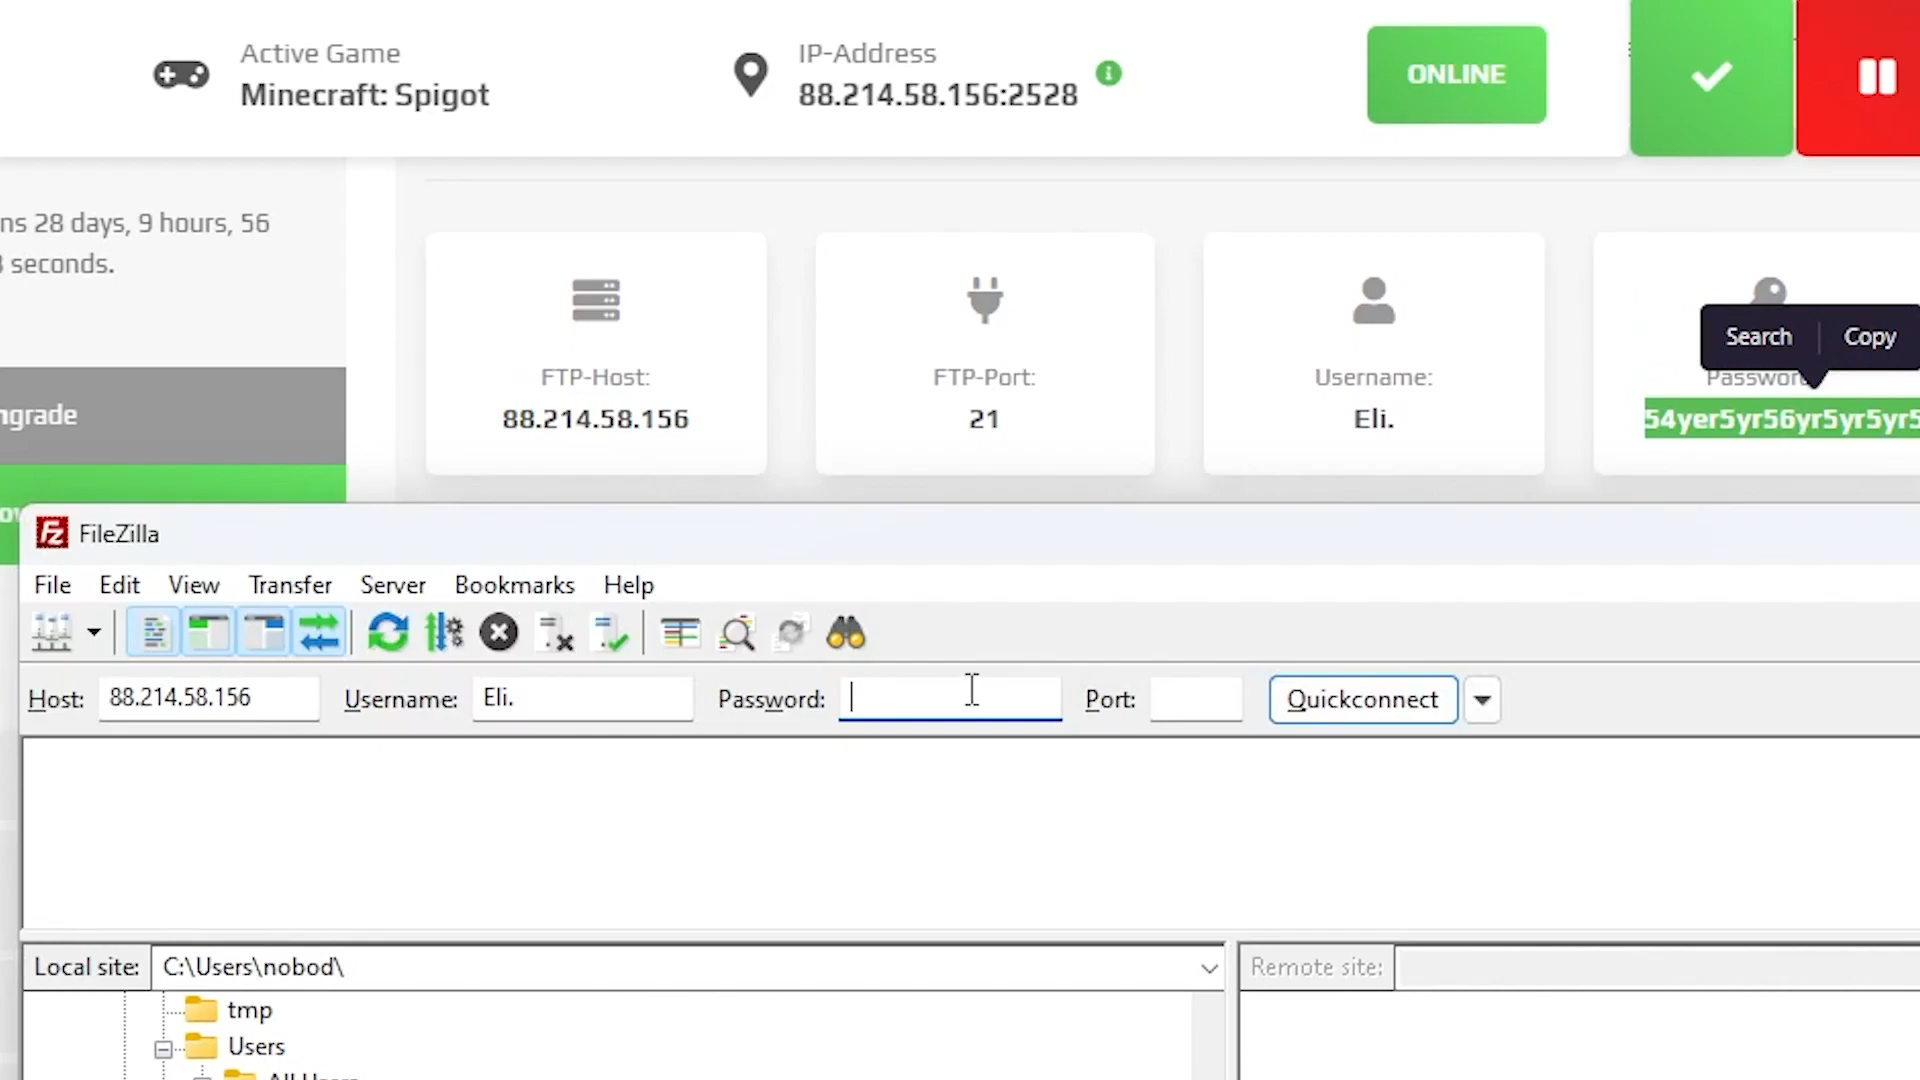 Active Game
Minecraft: Spigot
IP-Address
88.214.58.156:2528
ONLINE
ns 28 days, 9 hours, 56
seconds.
ngrade
FTP-Host:
88.214.58.156
FTP-Port:
21
Username:
Eli.
Search
Copy
Password
54yer5yr56yr5yr5yr5
FileZilla
File Edit View Transfer Server Bookmarks Help
Host: 88.214.58.156 Username: Eli. Password: Port: Quickconnect
Local site: C:\Users\nobod\
Remote site:
tmp
Users
All Users